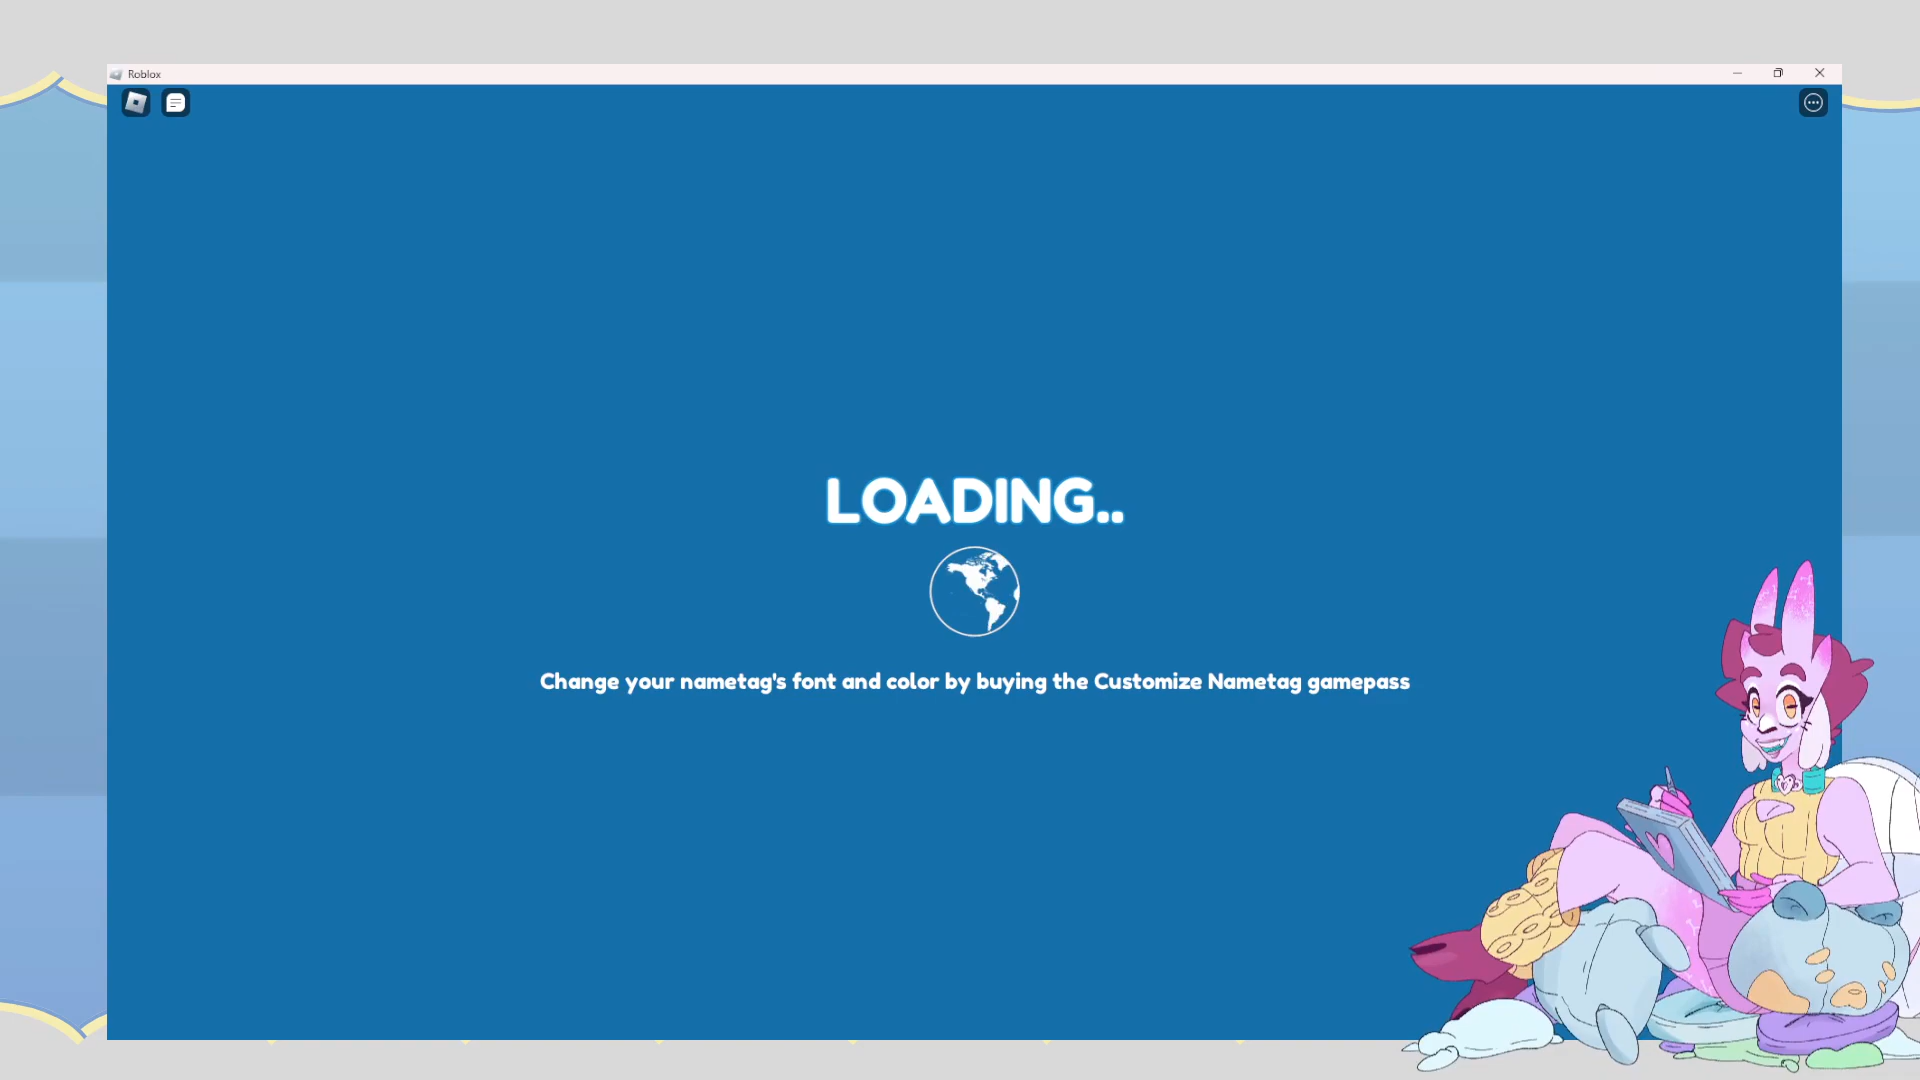 Roblox
LOADING..
Change your nametag's font and color by buying the Customize Nametag gamepass